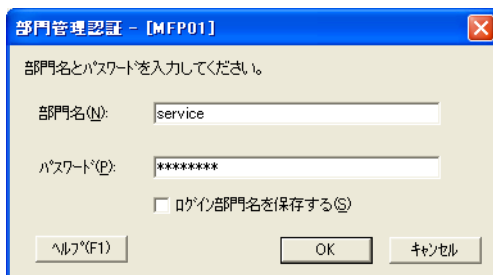 部門管理認証 - [MFP01]
部門名とパスワードを入力してください。
部門名(N): service
パスワード(P): ********
ログイン部門名を保存する(S)
ヘルプ(F1) OK キャンセル